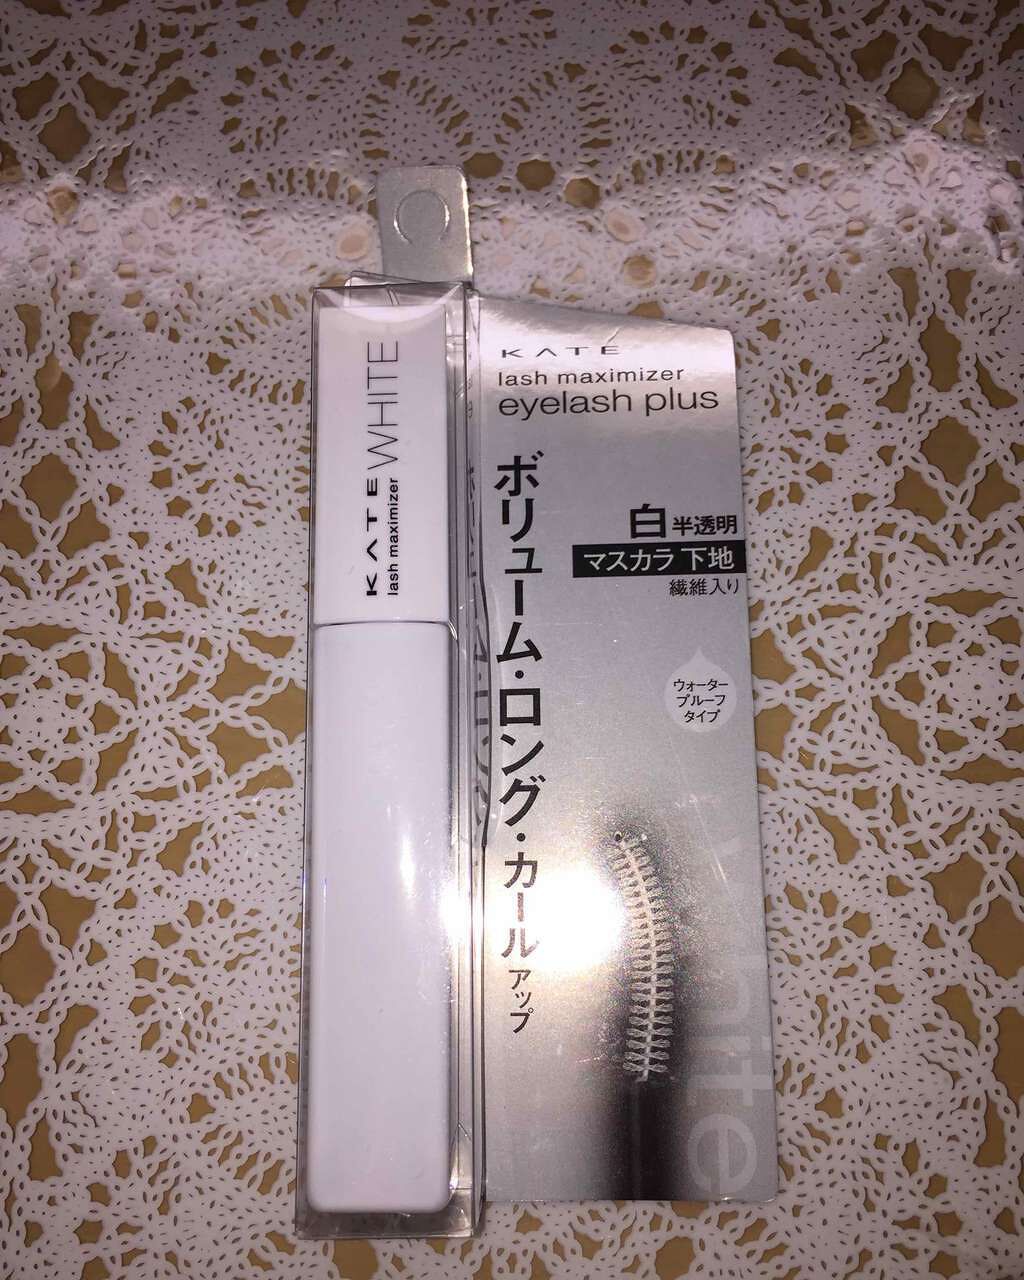 KATE WHITE
lash maximizer
KATE
lash maximizer
eyelash plus
ボリューム・ロング・カールアップ
白半透明
マスカラ下地
繊維入り
ウォーター
プルーフ
タイプ
white